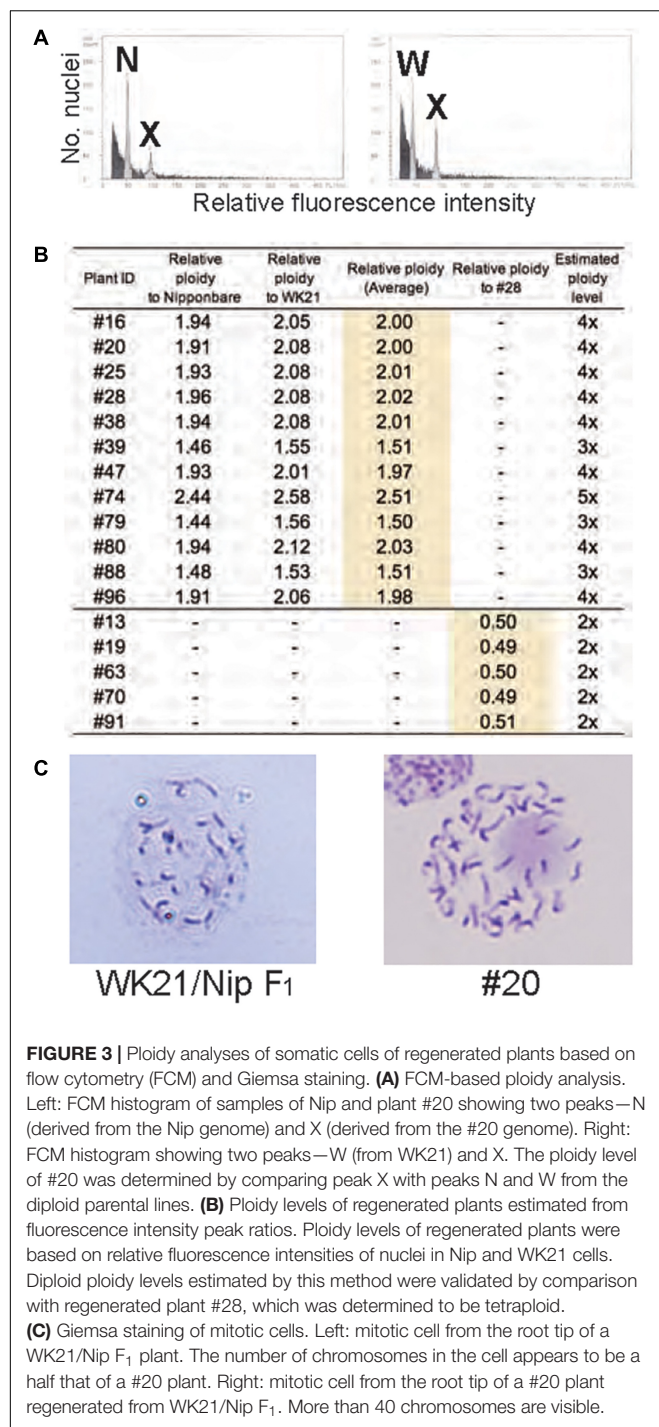 A
N
X
W
X
No. nuclei
Relative fluorescence intensity
B
Plant ID Relative ploidy to Nipponbare Relative ploidy to WK21 Relative ploidy (Average) Relative ploidy to #28 Estimated ploidy level
#16 1.94 2.05 2.00 - 4x
#20 1.91 2.08 2.00 - 4x
#25 1.93 2.08 2.01 - 4x
#28 1.96 2.08 2.02 - 4x
#38 1.94 2.08 2.01 - 4x
#39 1.46 1.55 1.51 - 3x
#47 1.93 2.01 1.97 - 4x
#74 2.44 2.58 2.51 - 5x
#79 1.44 1.56 1.50 - 3x
#80 1.94 2.12 2.03 - 4x
#88 1.48 1.53 1.51 - 3x
#96 1.91 2.06 1.98 - 4x
#13 - - - 0.50 2x
#19 - - - 0.49 2x
#63 - - - 0.50 2x
#70 - - - 0.49 2x
#91 - - - 0.51 2x
C
WK21/Nip F1
#20
FIGURE 3 | Ploidy analyses of somatic cells of regenerated plants based on
flow cytometry (FCM) and Giemsa staining. (A) FCM-based ploidy analysis.
Left: FCM histogram of samples of Nip and plant #20 showing two peaks—N
(derived from the Nip genome) and X (derived from the #20 genome). Right:
FCM histogram showing two peaks—W (from WK21) and X. The ploidy level
of #20 was determined by comparing peak X with peaks N and W from the
diploid parental lines. (B) Ploidy levels of regenerated plants estimated from
fluorescence intensity peak ratios. Ploidy levels of regenerated plants were
based on relative fluorescence intensities of nuclei in Nip and WK21 cells.
Diploid ploidy levels estimated by this method were validated by comparison
with regenerated plant #28, which was determined to be tetraploid.
(C) Giemsa staining of mitotic cells. Left: mitotic cell from the root tip of a
WK21/Nip F1 plant. The number of chromosomes in the cell appears to be a
half that of a #20 plant. Right: mitotic cell from the root tip of a #20 plant
regenerated from WK21/Nip F1. More than 40 chromosomes are visible.